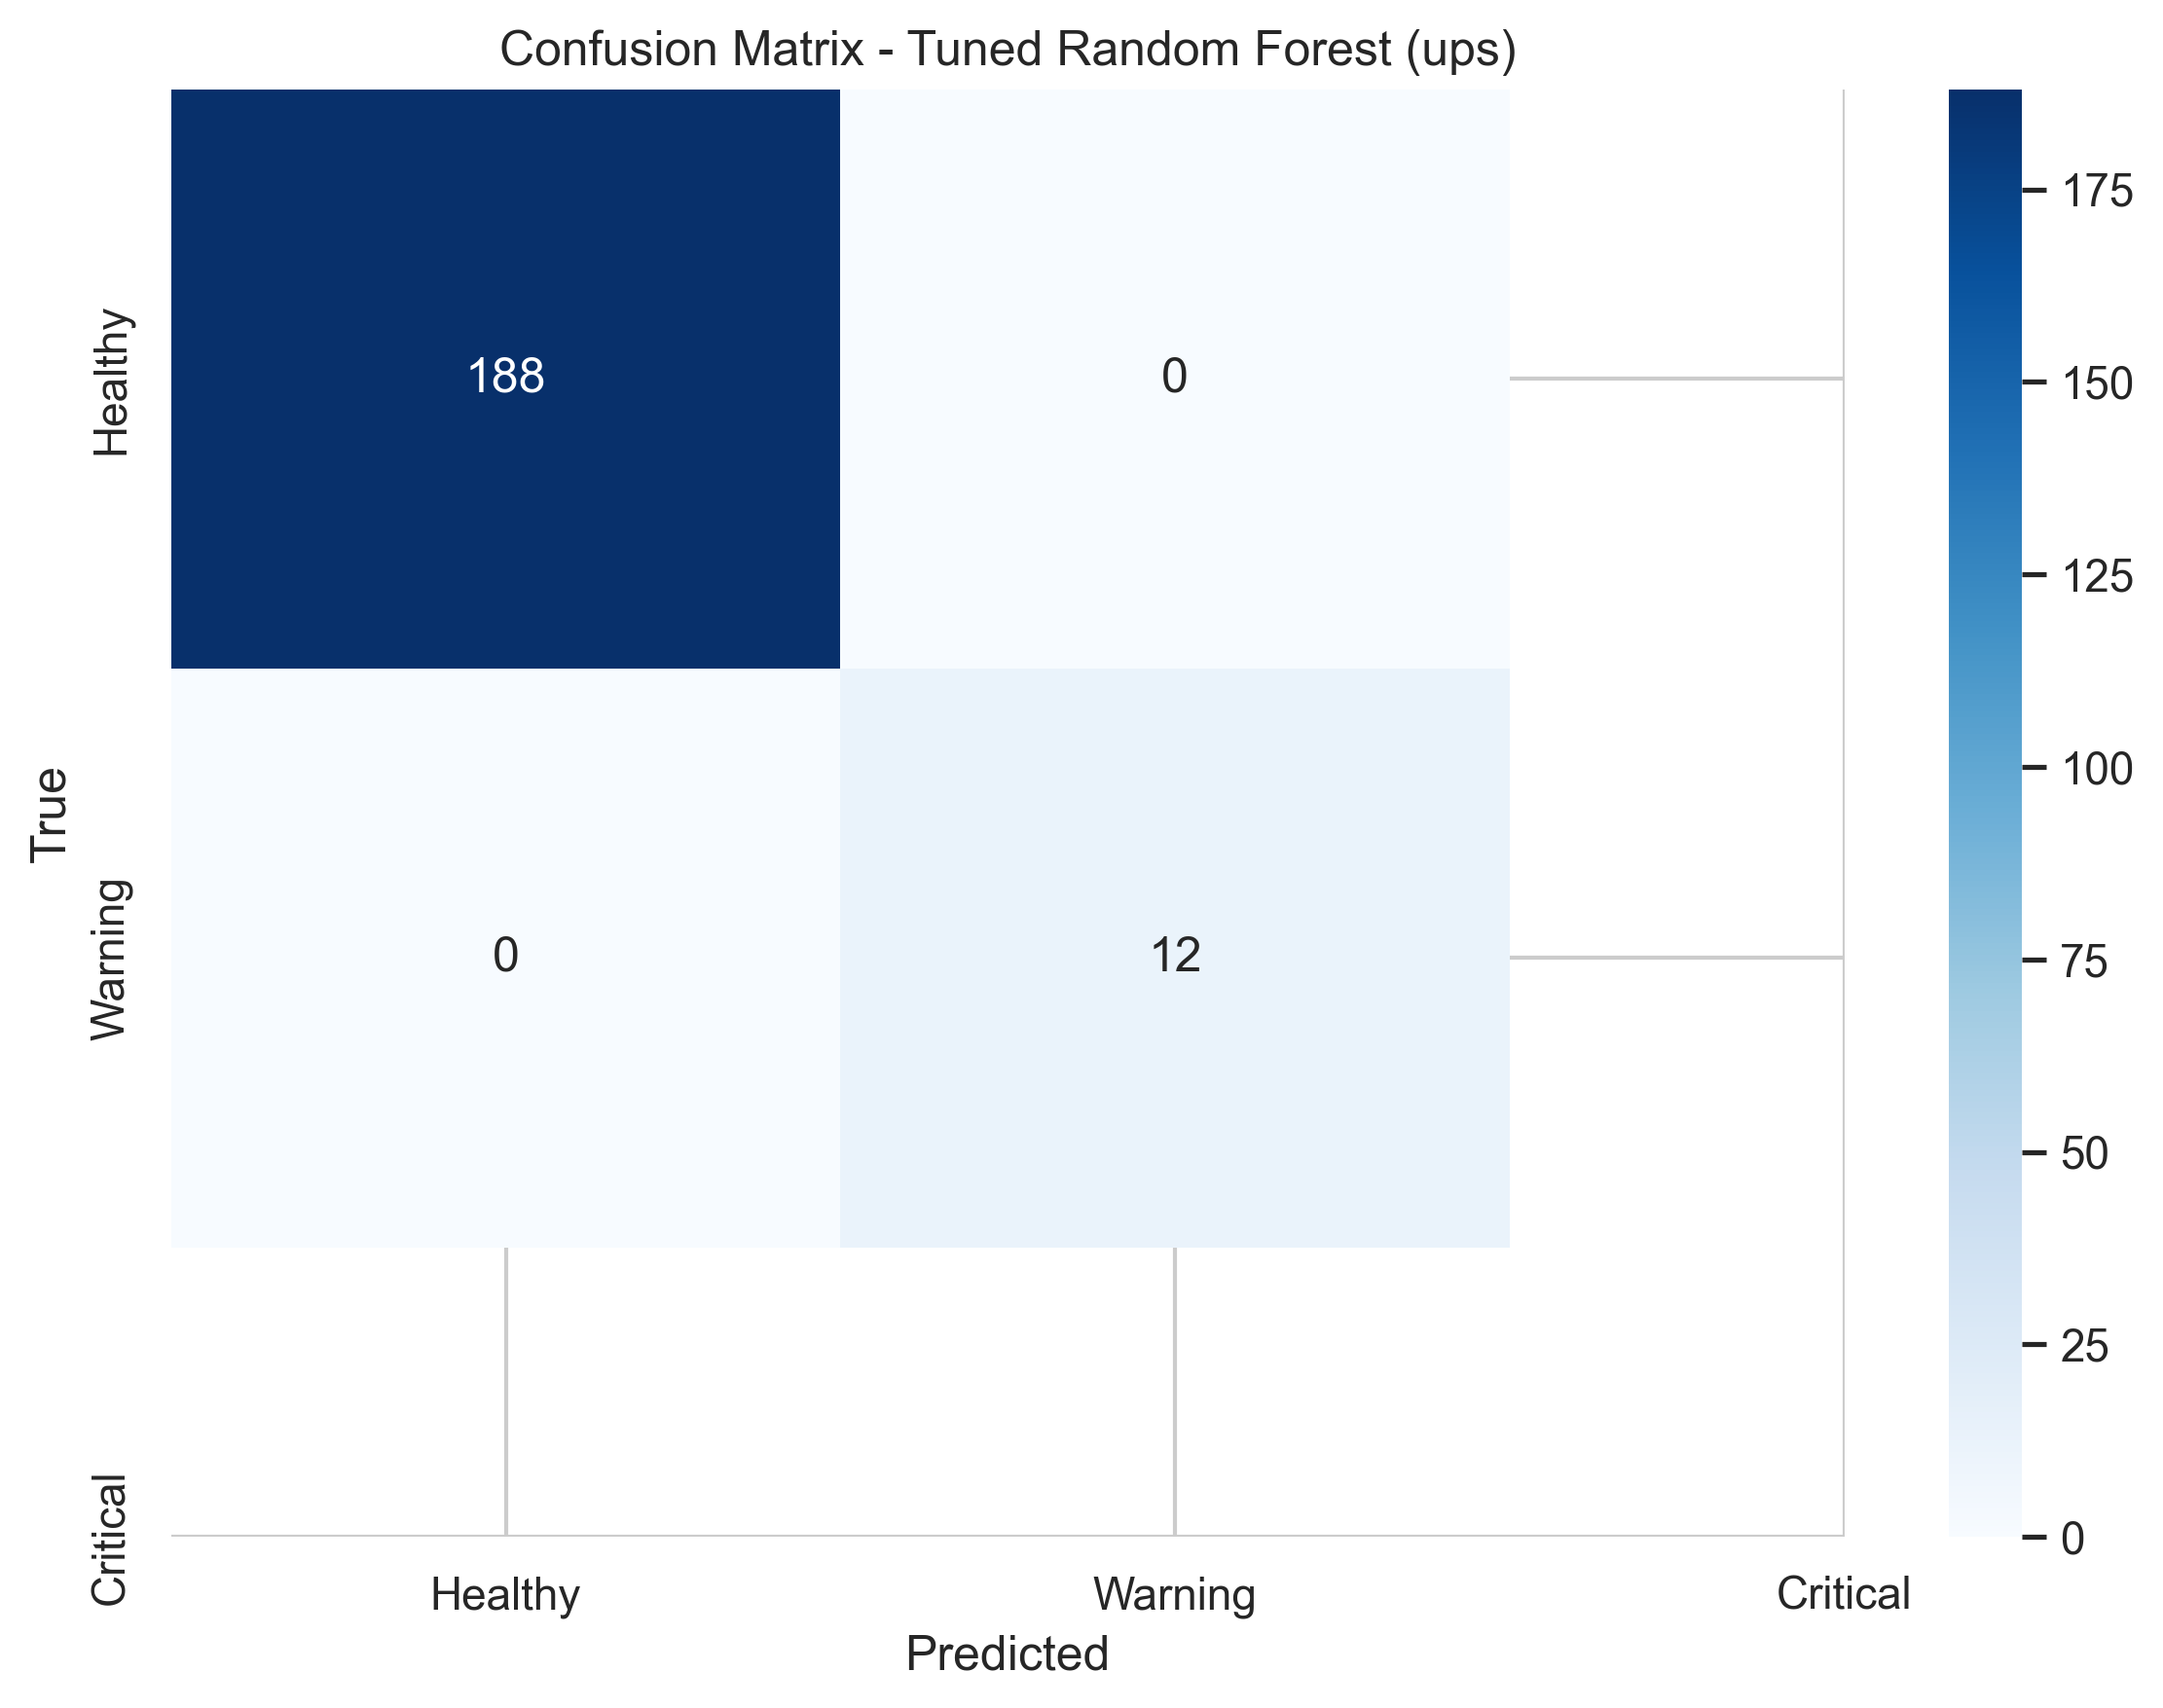 Confusion Matrix - Tuned Random Forest (ups)
True
Healthy
188
0
Warning
0
12
Critical
Healthy
Warning
Critical
Predicted
175
150
125
100
75
50
25
0